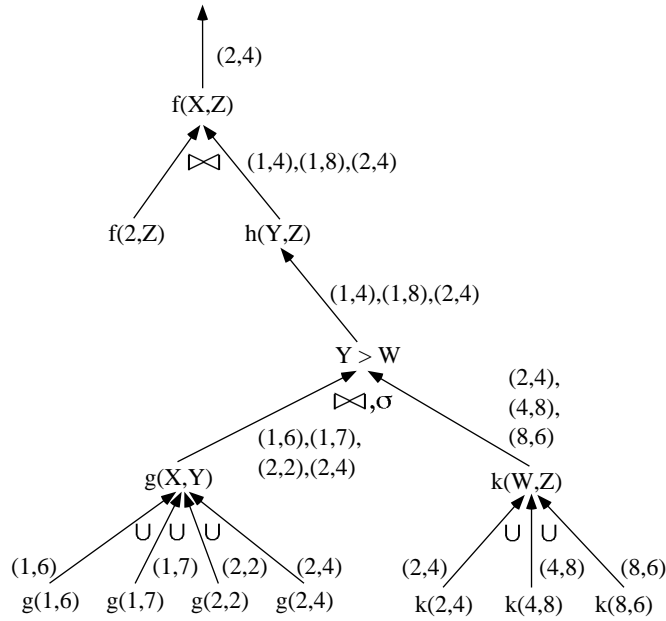 (2,4)
f(X,Z)
⋈
(1,4),(1,8),(2,4)
f(2,Z)
h(Y,Z)
(1,4),(1,8),(2,4)
Y > W
⋈,σ
(2,4),
(4,8),
(8,6)
(1,6),(1,7),
(2,2),(2,4)
g(X,Y)
k(W,Z)
∪ ∪ ∪
∪ ∪
(1,6) (1,7) (2,2) (2,4)
(2,4) (4,8) (8,6)
g(1,6) g(1,7) g(2,2) g(2,4)
k(2,4) k(4,8) k(8,6)